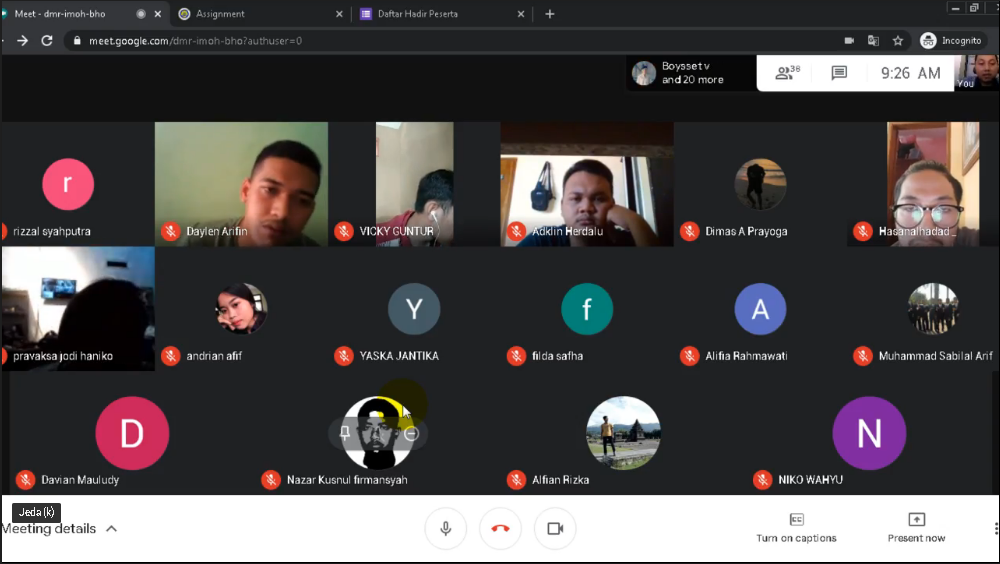 Meet - dmr-imoh-bho
Assignment
Daftar Hadir Peserta
meet.google.com/dmr-imoh-bho?authuser=0
Incognito
Boysset v
and 20 more
38
9:26 AM
You
r
rizzal syahputra
Daylen Arifin
VICKY GUNTUR
Adklin Herdalu
Dimas A Prayoga
Hasanalhadad...
pravaksa jodi haniko
andrian afif
Y
YASKA JANTIKA
f
filda safha
A
Alifia Rahmawati
Muhammad Sabilal Arif
D
Davian Mauludy
Nazar Kusnul firmansyah
Alfian Rizka
N
NIKO WAHYU
Jeda (k)
Meeting details
Turn on captions
Present now